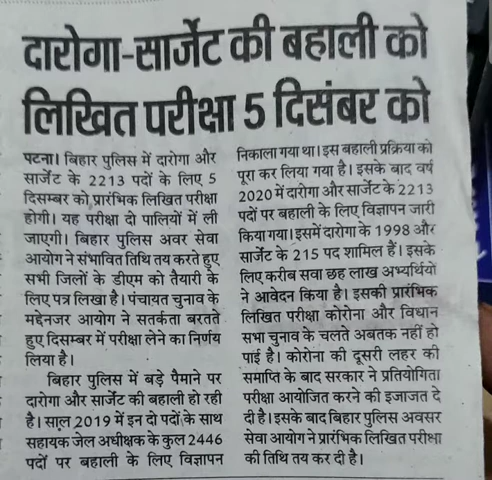 दारोगा-सार्जेट की बहाली को
लिखित परीक्षा 5 दिसंबर को
पटना। बिहार पुलिस में दारोगा और
सार्जेट के 2213 पदों के लिए 5
दिसम्बर को प्रारंभिक लिखित परीक्षा
होगी। यह परीक्षा दो पालियों में ली
जाएगी। बिहार पुलिस अवर सेवा
आयोग ने संभावित तिथि तय करते हुए
सभी जिलों के डीएम को तैयारी के
लिए पत्र लिखा है। पंचायत चुनाव के
मद्देनजर आयोग ने सतर्कता बरतते
हुए दिसम्बर में परीक्षा लेने का निर्णय
लिया है।
बिहार पुलिस में बड़े पैमाने पर
दारोगा और सार्जेट की बहाली हो रही
है। साल 2019 में इन दो पदों के साथ
सहायक जेल अधीक्षक के कुल 2446
पदों पर बहाली के लिए विज्ञापन
निकाला गया था। इस बहाली प्रक्रिया को
पूरा कर लिया गया है। इसके बाद वर्ष
2020 में दारोगा और सार्जेट के 2213
पदों पर बहाली के लिए विज्ञापन जारी
किया गया। इसमें दारोगा के 1998 और
सार्जेट के 215 पद शामिल हैं। इसके
लिए करीब सवा छह लाख अभ्यर्थियों
ने आवेदन किया है। इसकी प्रारंभिक
लिखित परीक्षा कोरोना और विधान
सभा चुनाव के चलते अबतक नहीं हो
पाई है। कोरोना की दूसरी लहर की
समाप्ति के बाद सरकार ने प्रतियोगिता
परीक्षा आयोजित करने की इजाजत दे
दी है। इसके बाद बिहार पुलिस अवसर
सेवा आयोग ने प्रारंभिक लिखित परीक्षा
की तिथि तय कर दी है।